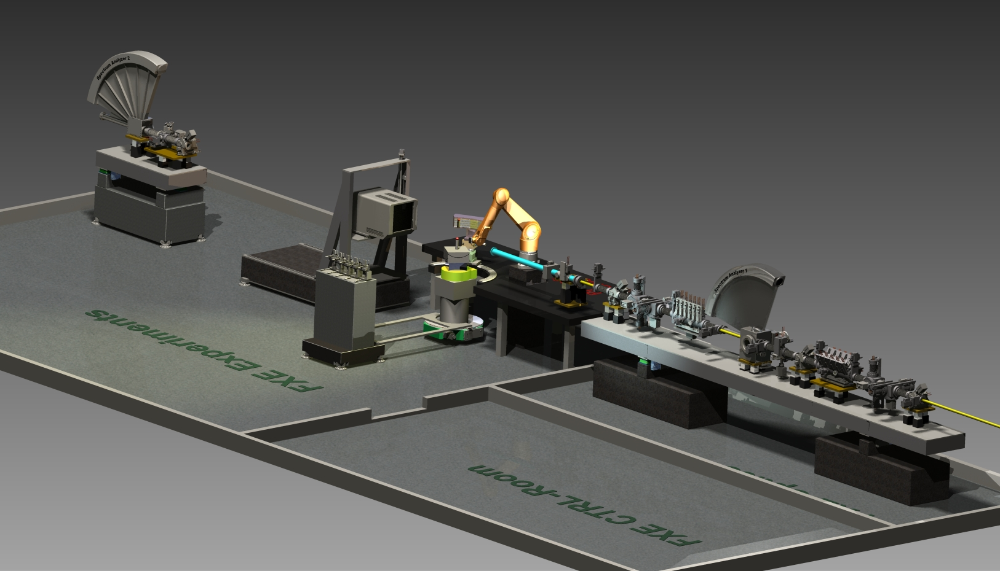 Spectrum Analyzer 2
Spectrum Analyzer 1
FXE Experiments
FXE CTRL-Room